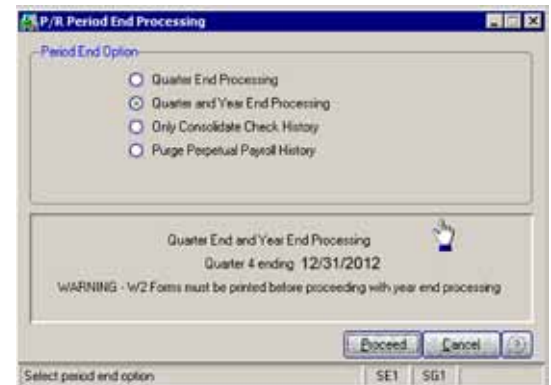 P/R Period End Processing
Period End Option
Quarter End Processing
Quarter and Year End Processing
Only Consolidate Check History
Purge Perpetual Payroll History
Quarter End and Year End Processing
Quarter 4 ending 12/31/2012
WARNING - W2 Forms must be printed before proceeding with year end processing
Proceed Cancel ?
Select period end option SE1 SG1